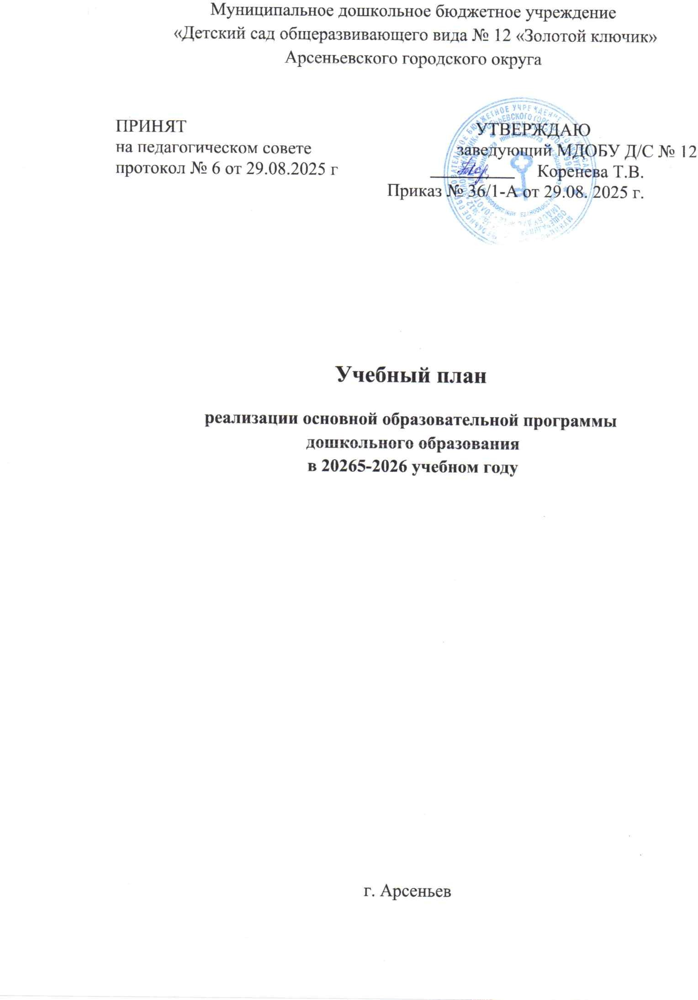 Муниципальное дошкольное бюджетное учреждение
«Детский сад общеразвивающего вида № 12 «Золотой ключик»
Арсеньевского городского округа
ПРИНЯТ
на педагогическом совете
протокол № 6 от 29.08.2025 г
УТВЕРЖДАЮ
заведующий МДОБУ Д/С № 12
Коренева Т.В.
Приказ № 36/1-А от 29.08. 2025 г.
Учебный план
реализации основной образовательной программы
дошкольного образования
в 20265-2026 учебном году
г. Арсеньев